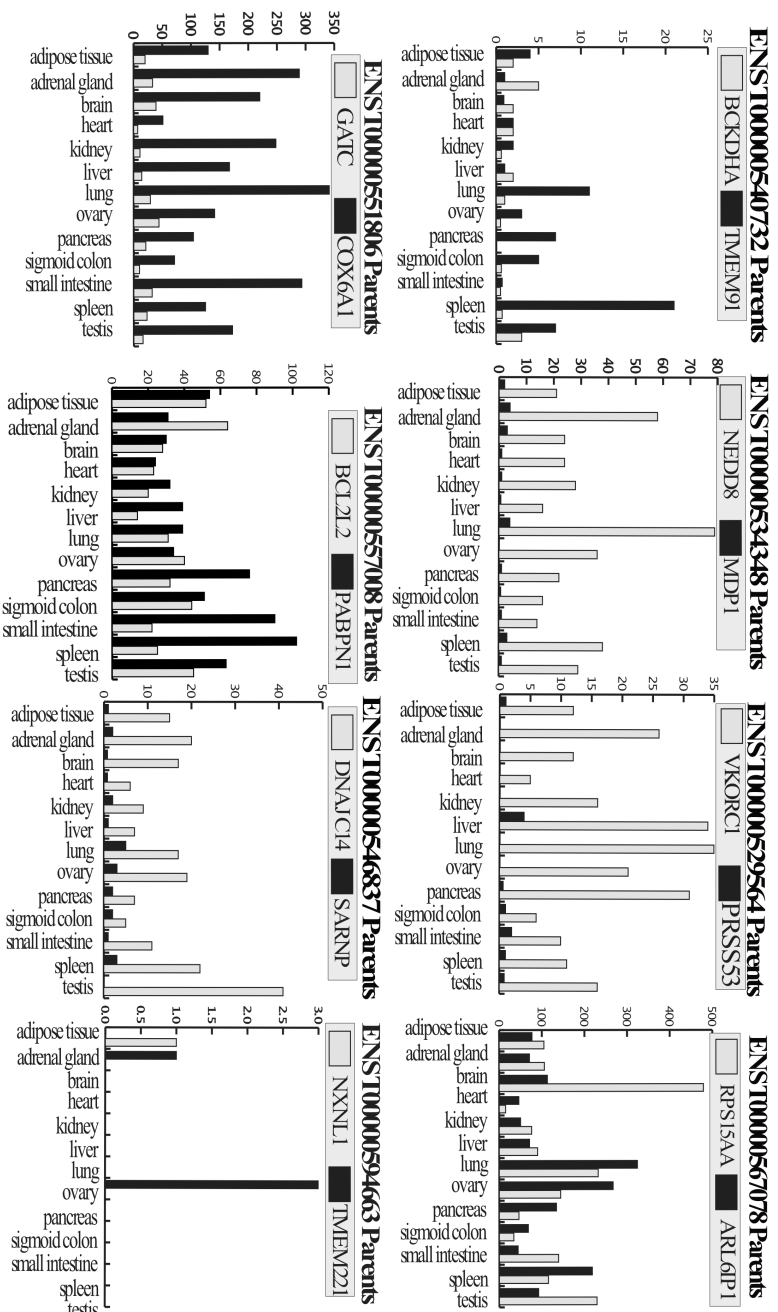 ENST00000540732 Parents
BCKDHA TMEM91
0 5 10 15 20 25
adipose tissue
adrenal gland
brain
heart
kidney
liver
lung
ovary
pancreas
sigmoid colon
small intestine
spleen
testis
ENST00000534348 Parents
NEDD8 MDP1
0 10 20 30 40 50 60 70 80
adipose tissue
adrenal gland
brain
heart
kidney
liver
lung
ovary
pancreas
sigmoid colon
small intestine
spleen
testis
ENST00000529564 Parents
VKORC1 PRSS53
0 5 10 15 20 25 30 35
adipose tissue
adrenal gland
brain
heart
kidney
liver
lung
ovary
pancreas
sigmoid colon
small intestine
spleen
testis
ENST00000567078 Parents
RPS15AA ARL6IP1
0 100 200 300 400 500
adipose tissue
adrenal gland
brain
heart
kidney
liver
lung
ovary
pancreas
sigmoid colon
small intestine
spleen
testis
ENST00000551806 Parents
GATC COX6A1
0 50 100 150 200 250 300 350
adipose tissue
adrenal gland
brain
heart
kidney
liver
lung
ovary
pancreas
sigmoid colon
small intestine
spleen
testis
ENST00000557008 Parents
BCL2L2 PABPN1
0 20 40 60 80 100 120
adipose tissue
adrenal gland
brain
heart
kidney
liver
lung
ovary
pancreas
sigmoid colon
small intestine
spleen
testis
ENST00000546837 Parents
DNAJC14 SARNP
0 10 20 30 40 50
adipose tissue
adrenal gland
brain
heart
kidney
liver
lung
ovary
pancreas
sigmoid colon
small intestine
spleen
testis
ENST00000594663 Parents
NXNL1 TMEM221
0.0 0.5 1.0 1.5 2.0 2.5 3.0
adipose tissue
adrenal gland
brain
heart
kidney
liver
lung
ovary
pancreas
sigmoid colon
small intestine
spleen
testis